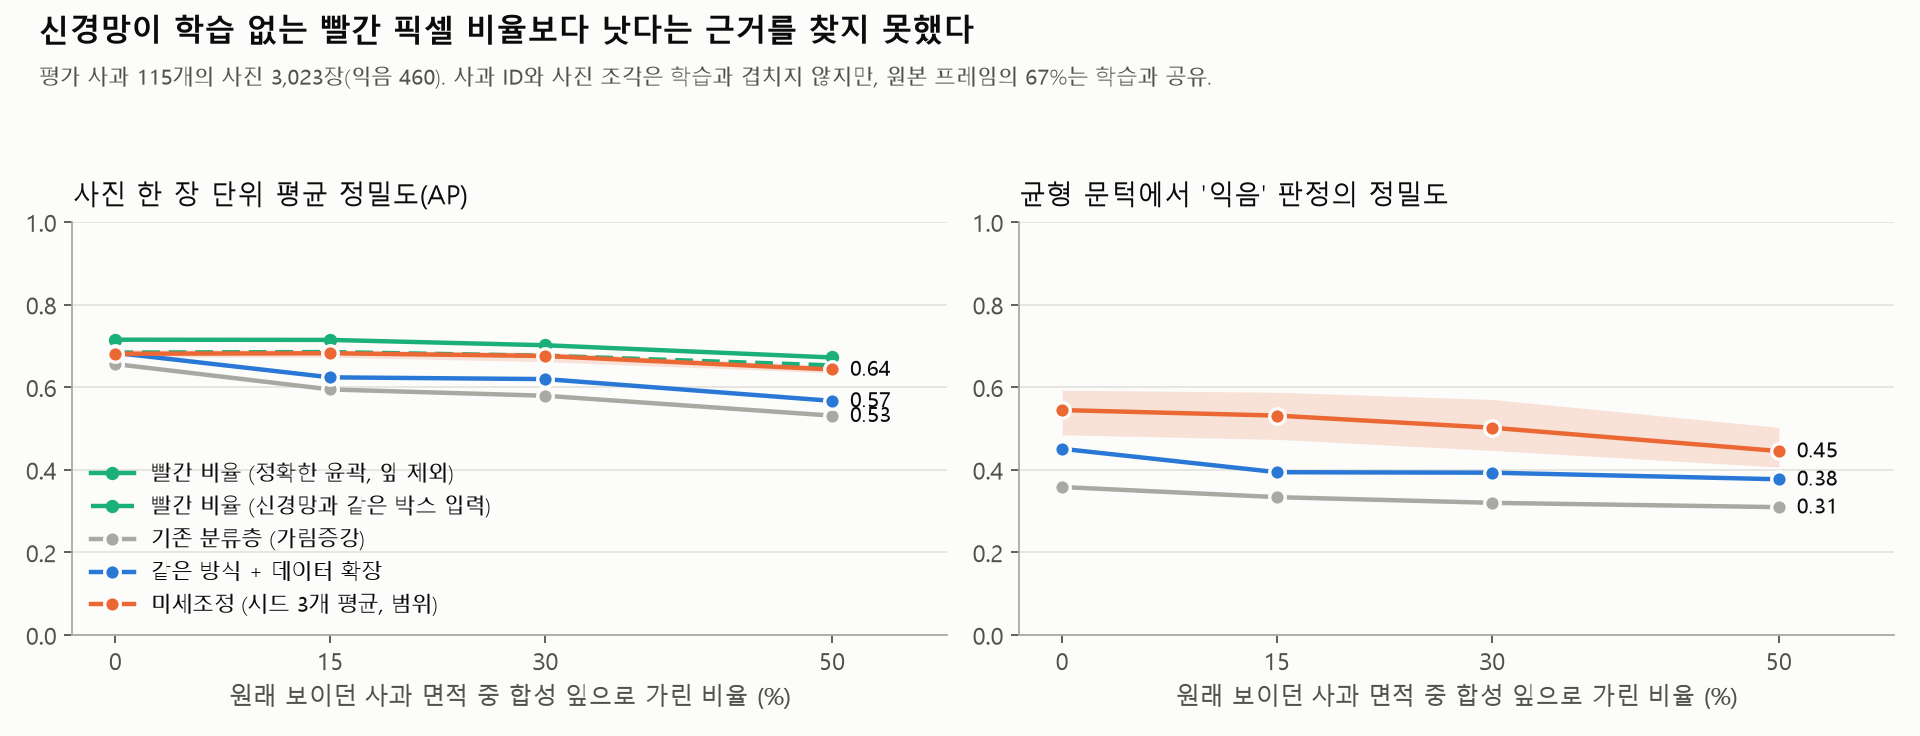 신경망이 학습 없는 빨간 픽셀 비율보다 낫다는 근거를 찾지 못했다
평가 사과 115개의 사진 3,023장(익음 460). 사과 ID와 사진 조각은 학습과 겹치지 않지만, 원본 프레임의 67%는 학습과 공유.
사진 한 장 단위 평균 정밀도(AP)
1.0
0.8
0.6
0.4
0.2
0.0
0.64
0.57
0.53
빨간 비율 (정확한 윤곽, 잎 제외)
빨간 비율 (신경망과 같은 박스 입력)
기존 분류층 (가림증강)
같은 방식 + 데이터 확장
미세조정 (시드 3개 평균, 범위)
0 15 30 50
원래 보이던 사과 면적 중 합성 잎으로 가린 비율 (%)
균형 문턱에서 '익음' 판정의 정밀도
1.0
0.8
0.6
0.4
0.2
0.0
0.45
0.38
0.31
0 15 30 50
원래 보이던 사과 면적 중 합성 잎으로 가린 비율 (%)